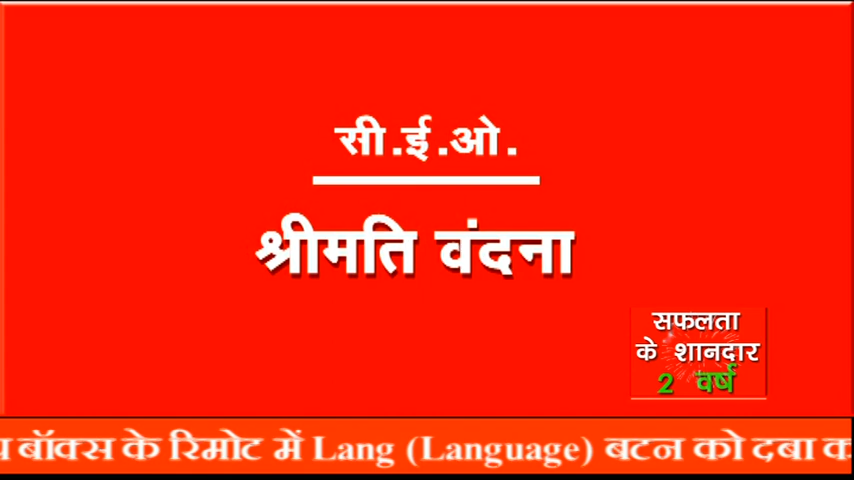 सी.ई.ओ.
श्रीमति वंदना
सफलता
के शानदार
2 वर्ष
बॉक्स के रिमोट में Lang (Language) बटन को दबा